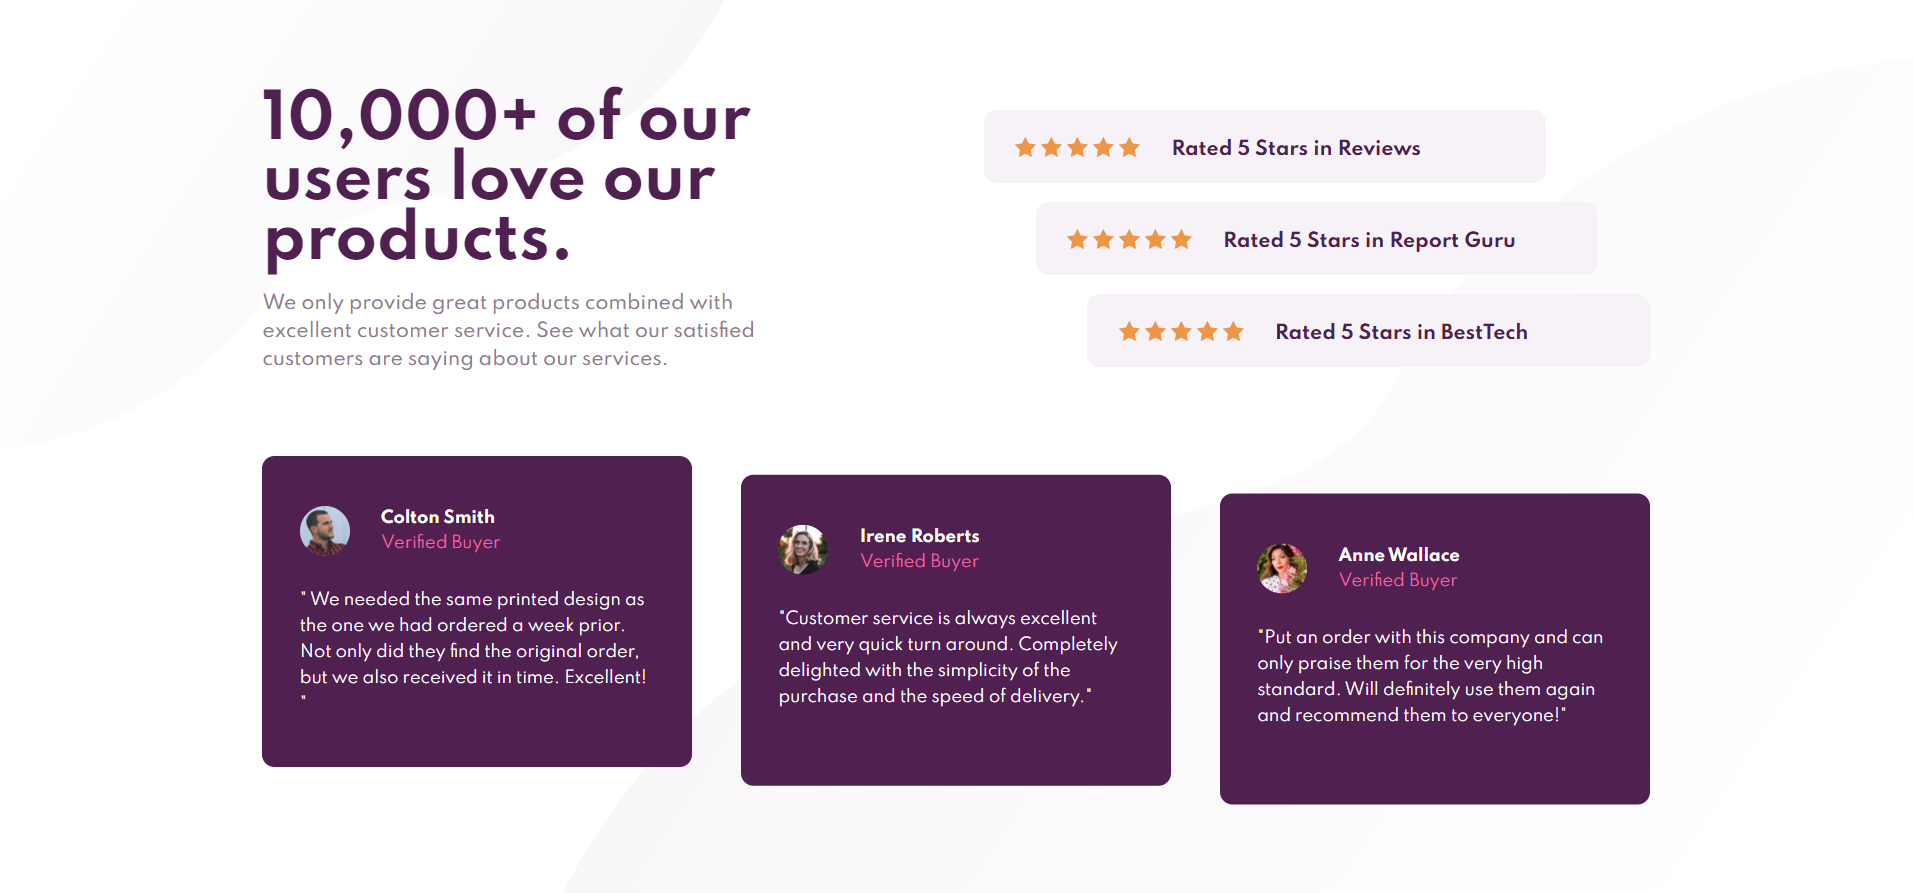 10,000+ of our
users love our
products.
We only provide great products combined with
excellent customer service. See what our satisfied
customers are saying about our services.
Rated 5 Stars in Reviews
Rated 5 Stars in Report Guru
Rated 5 Stars in BestTech
Colton Smith
Verified Buyer
" We needed the same printed design as
the one we had ordered a week prior.
Not only did they find the original order,
but we also received it in time. Excellent!
"
Irene Roberts
Verified Buyer
"Customer service is always excellent
and very quick turn around. Completely
delighted with the simplicity of the
purchase and the speed of delivery."
Anne Wallace
Verified Buyer
"Put an order with this company and can
only praise them for the very high
standard. Will definitely use them again
and recommend them to everyone!"